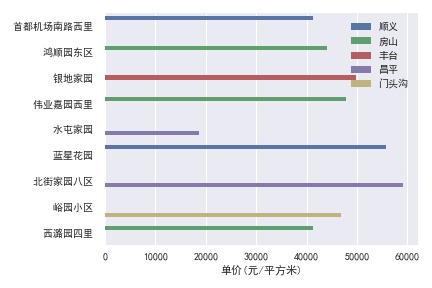 首都机场南路西里
鸿顺园东区
银地家园
伟业嘉园西里
水屯家园
蓝星花园
北街家园八区
峪园小区
西潞园四里
顺义
房山
丰台
昌平
门头沟
0 10000 20000 30000 40000 50000 60000
单价(元/平方米)